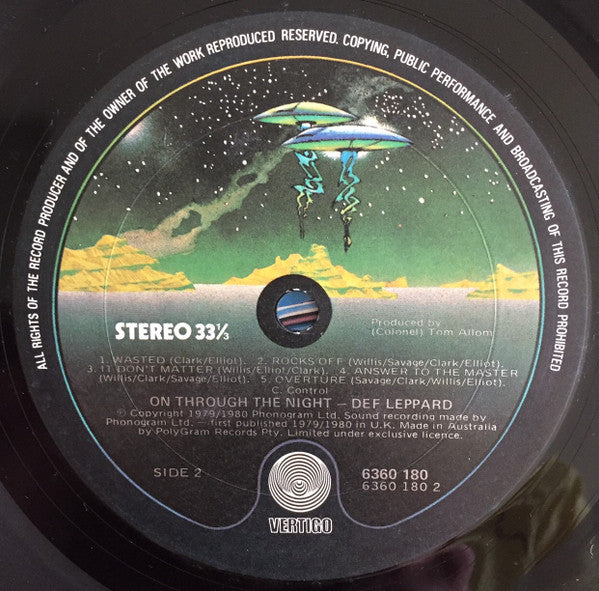 ALL RIGHTS OF THE RECORD PRODUCER AND OF THE OWNER OF THE WORK REPRODUCED RESERVED. COPYING, PUBLIC PERFORMANCE AND BROADCASTING OF THIS RECORD PROHIBITED
STEREO 33⅓
Produced by
(Colonel) Tom Allom
1. WASTED (Clark/Elliot). 2. ROCKS OFF (Willis/Savage/Clark/Elliot).
3. IT DON'T MATTER (Willis/Elliot/Clark). 4. ANSWER TO THE MASTER
(Willis/Savage/Clark/Elliot). 5. OVERTURE (Savage/Clark/Willis/Elliot).
C. Control
ON THROUGH THE NIGHT – DEF LEPPARD
℗ Copyright 1979/1980 Phonogram Ltd. Sound recording made by
Phonogram Ltd. – first published 1979/1980 in U.K. Made in Australia
by PolyGram Records Pty. Limited under exclusive licence.
SIDE 2
6360 180
6360 180 2
VERTIGO